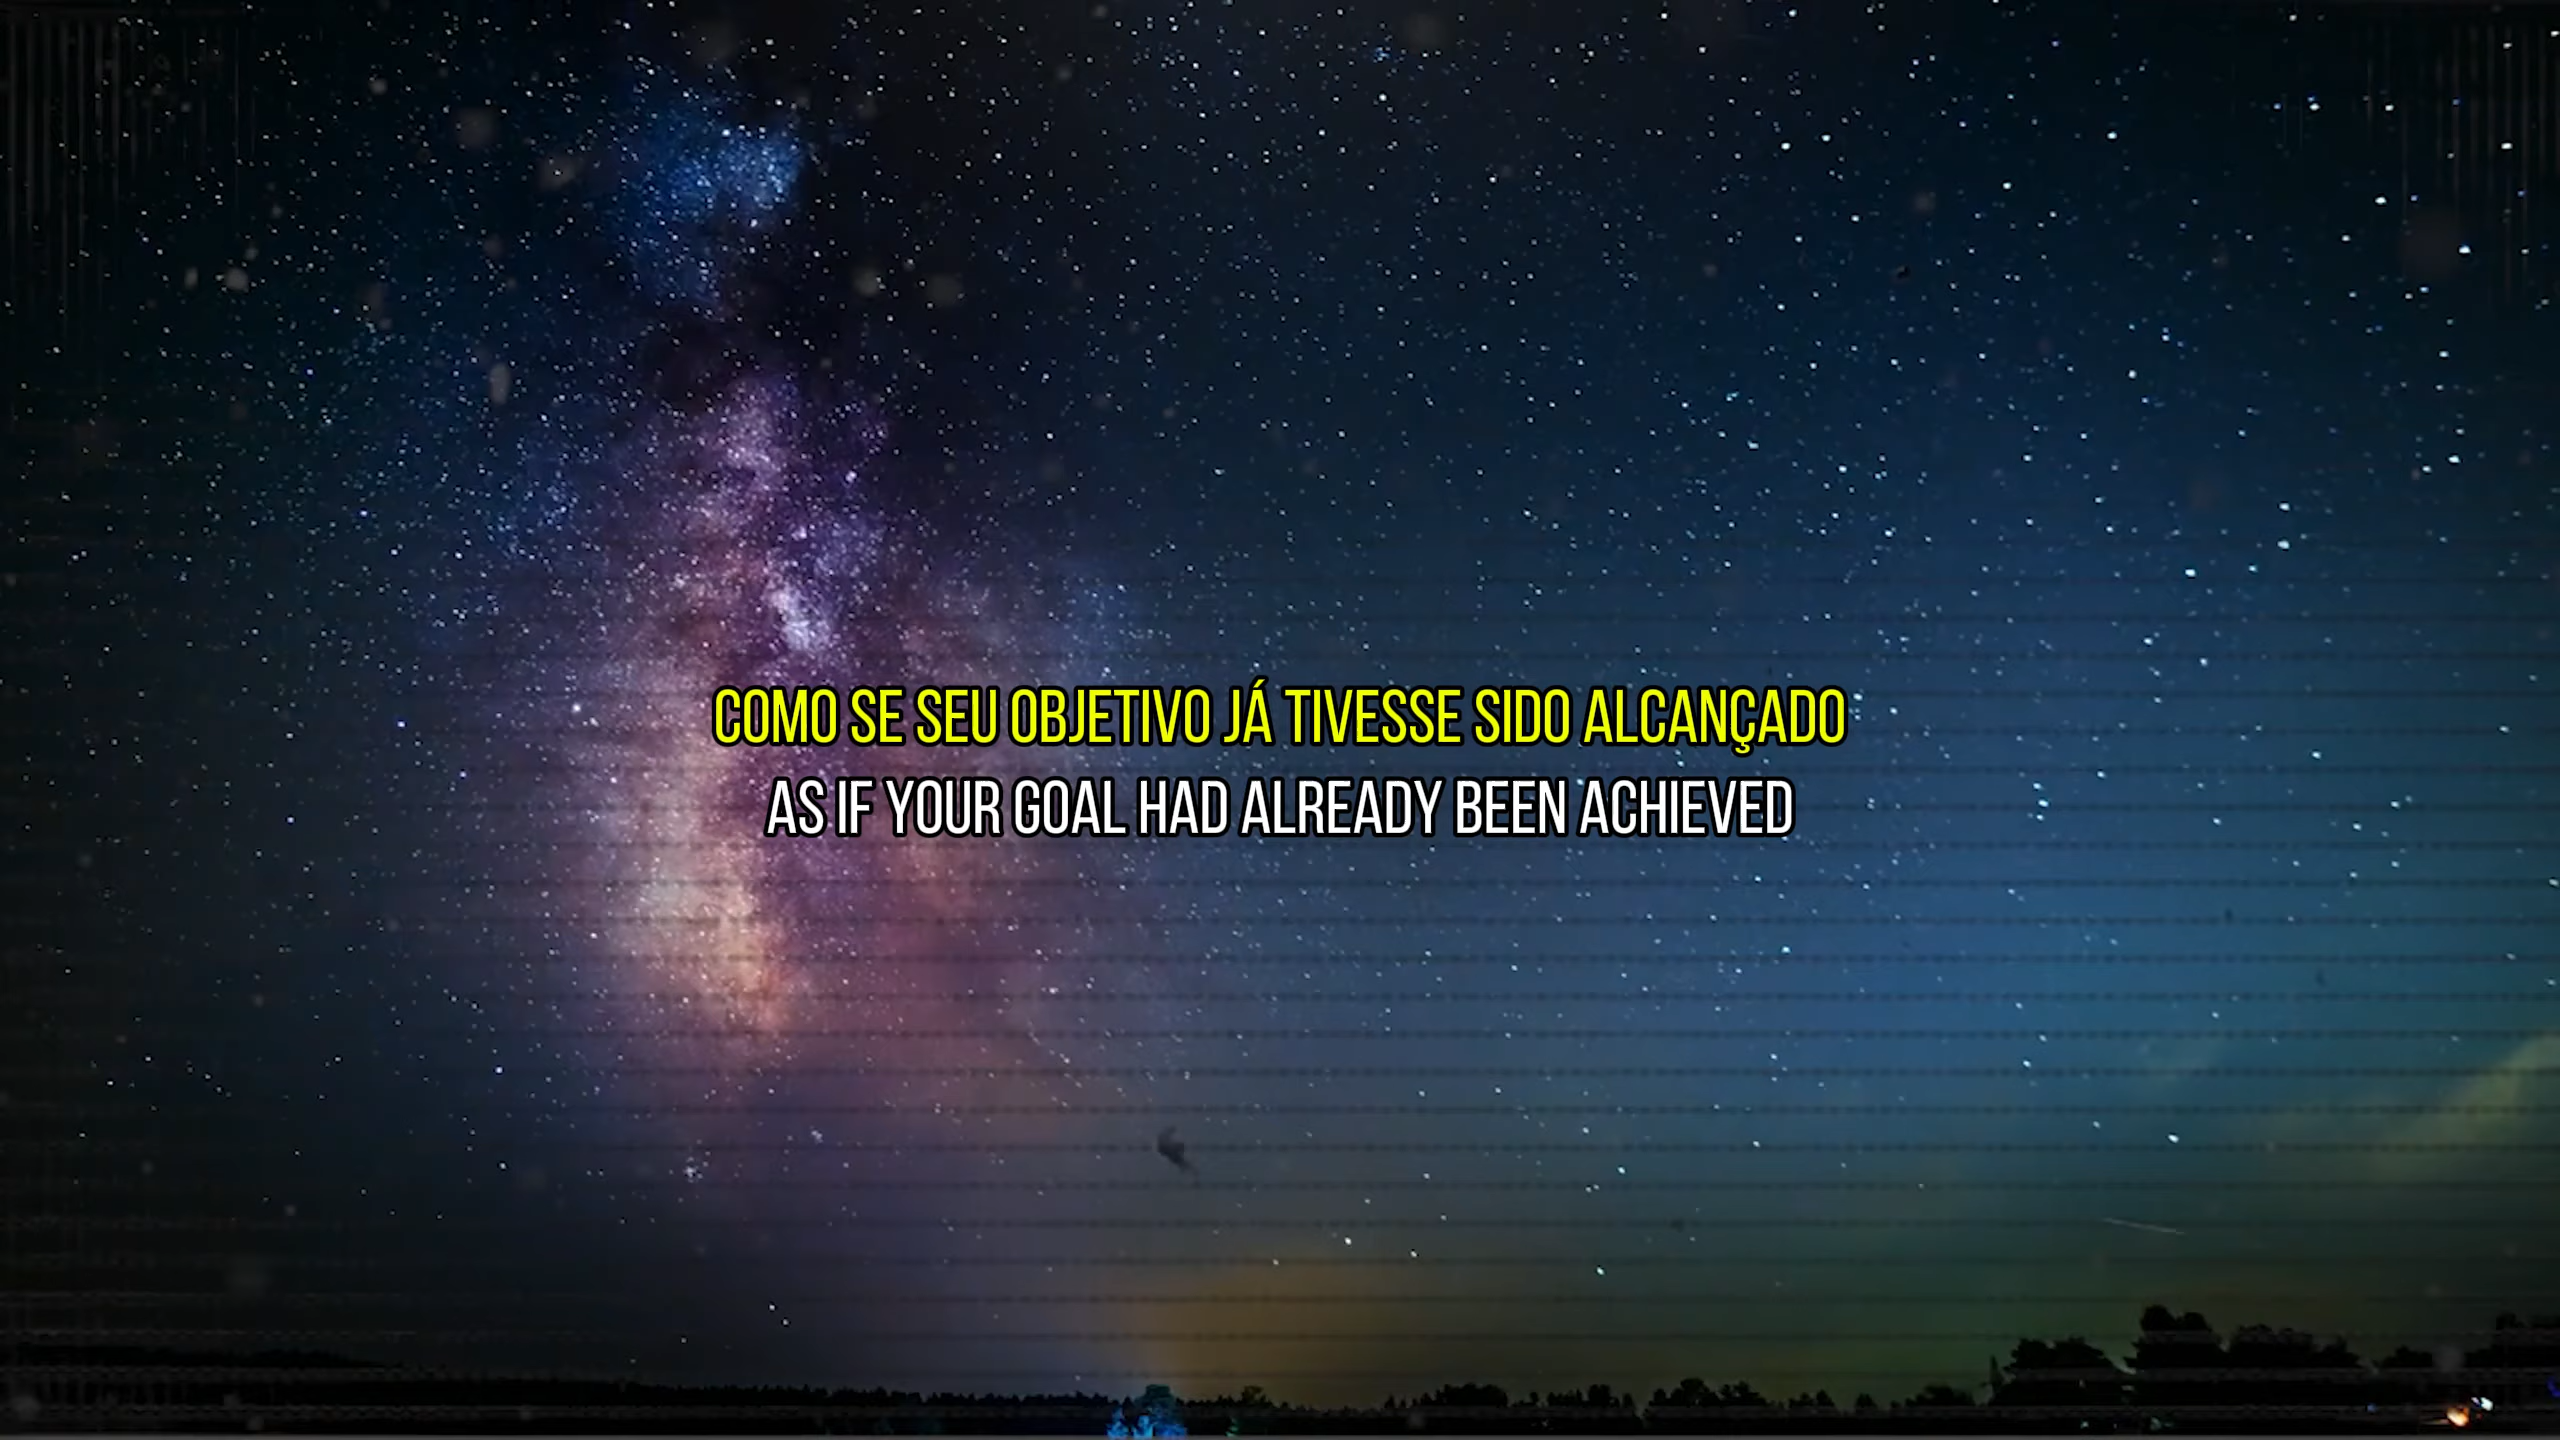 COMO SE SEU OBJETIVO JÁ TIVESSE SIDO ALCANÇADO
AS IF YOUR GOAL HAD ALREADY BEEN ACHIEVED